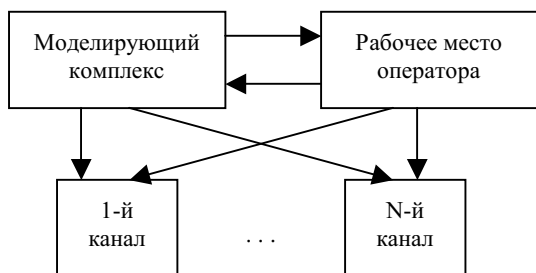 Моделирующий
комплекс
Рабочее место
оператора
1-й
канал
. . .
N-й
канал